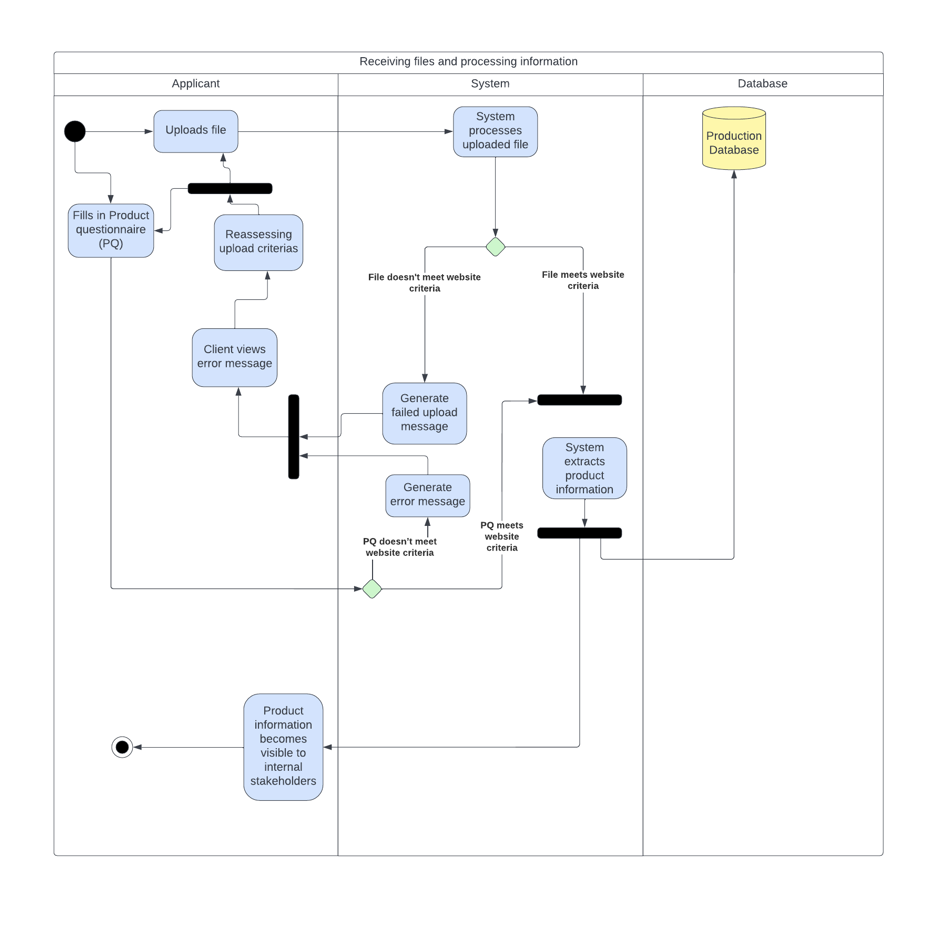 Receiving files and processing information
Applicant
System
Database
Uploads file
System
processes
uploaded file
Production
Database
Fills in Product
questionnaire
(PQ)
Reassessing
upload criterias
File doesn't meet website
criteria
File meets website
criteria
Client views
error message
Generate
failed upload
message
System
extracts
product
information
Generate
error message
PQ doesn't meet
website criteria
PQ meets
website
criteria
Product
information
becomes
visible to
internal
stakeholders